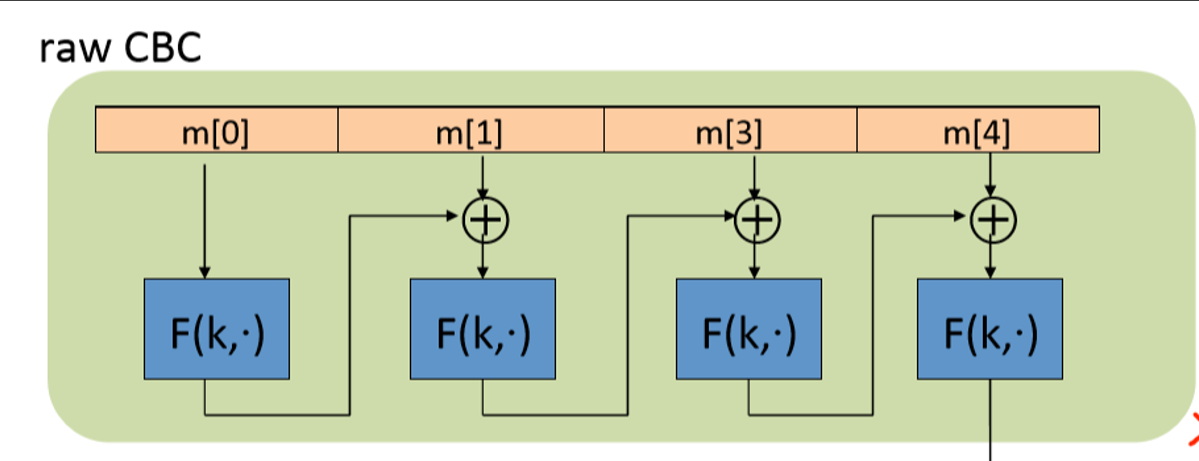 raw CBC
m[0] m[1] m[3] m[4]
F(k,·) F(k,·) F(k,·) F(k,·)